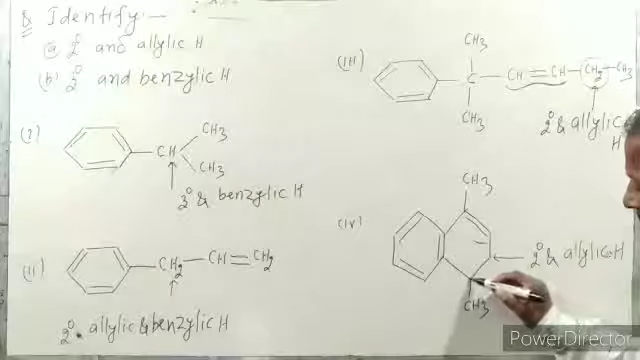 Q Identify:-
(a) 2° and allylic H
(b) 3° and benzylic H
(I)
CH
CH3
CH3
3° & benzylic H
(II)
CH2 CH=CH2
2° allylic & benzylic H
(III)
CH3
C CH=CH CH2 CH3
CH3
2° & allylic
H
(IV)
CH3
2° & allylic H
CH3
PowerDirector